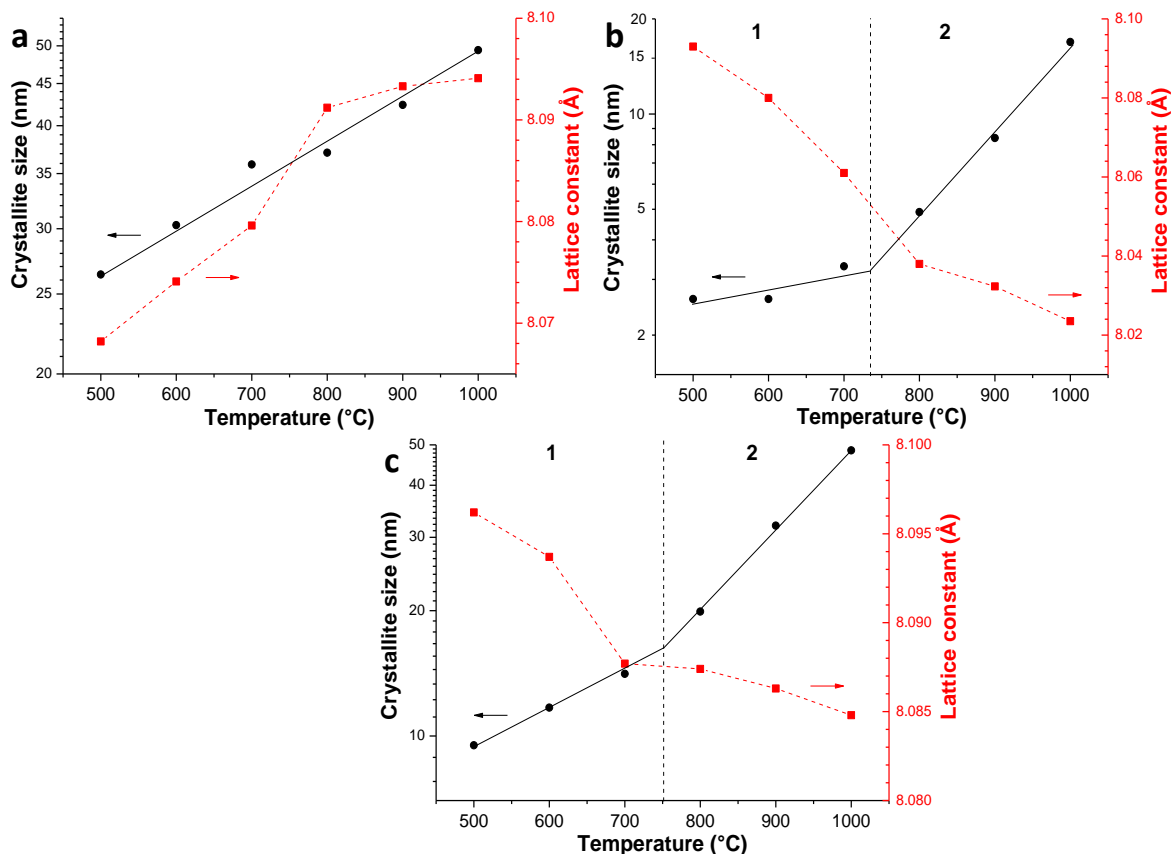 a
Crystallite size (nm)
50
45
40
35
30
25
20
8.10
8.09
8.08
8.07
Lattice constant (Å)
500 600 700 800 900 1000
Temperature (°C)
b
1 2
Crystallite size (nm)
20
15
10
5
2
8.10
8.08
8.06
8.04
8.02
Lattice constant (Å)
500 600 700 800 900 1000
Temperature (°C)
c
1 2
Crystallite size (nm)
50
40
30
20
10
8.100
8.095
8.090
8.085
8.080
Lattice constant (Å)
500 600 700 800 900 1000
Temperature (°C)